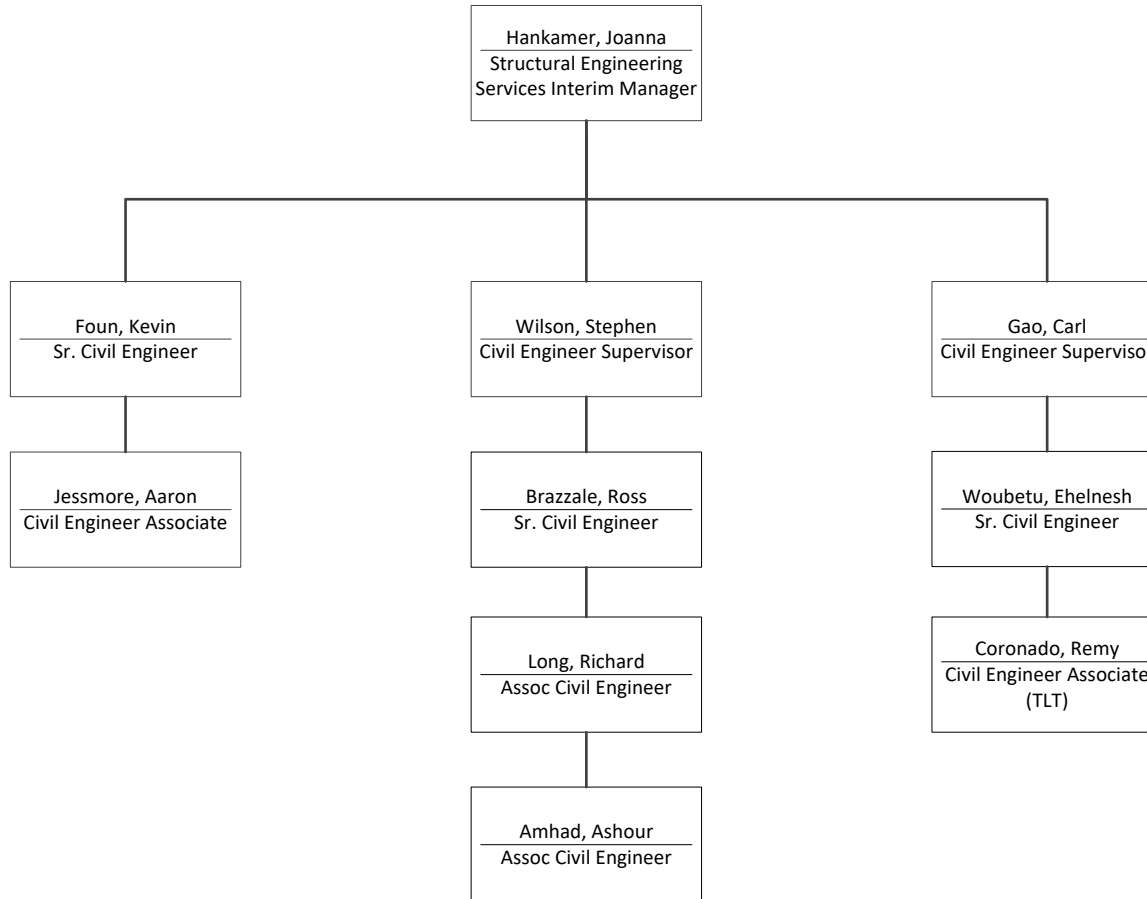 Hankamer, Joanna
Structural Engineering
Services Interim Manager
Foun, Kevin
Sr. Civil Engineer
Wilson, Stephen
Civil Engineer Supervisor
Gao, Carl
Civil Engineer Superviso
Jessmore, Aaron
Civil Engineer Associate
Brazzale, Ross
Sr. Civil Engineer
Woubetu, Ehelnesh
Sr. Civil Engineer
Long, Richard
Assoc Civil Engineer
Coronado, Remy
Civil Engineer Associate
(TLT)
Amhad, Ashour
Assoc Civil Engineer